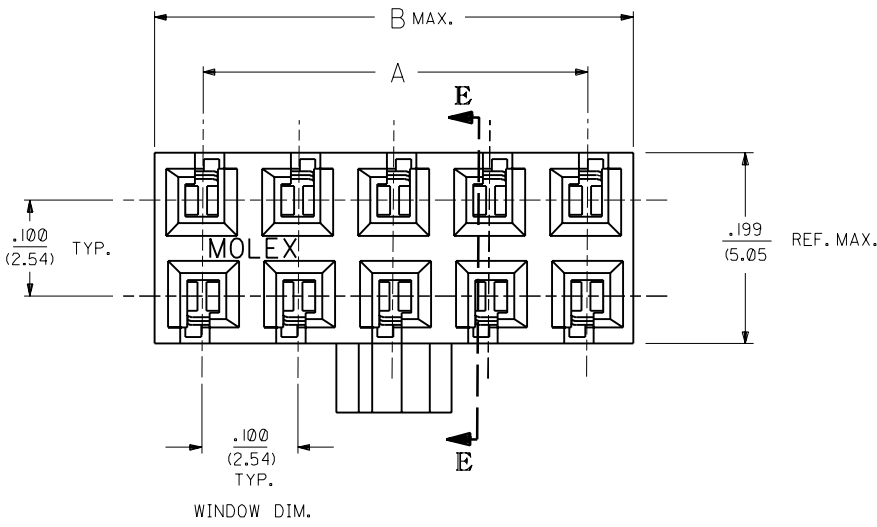 B MAX.
A
E
.100
(2.54)
TYP.
MOLEX
.199
(5.05
REF. MAX.
.100
(2.54)
TYP.
E
WINDOW DIM.